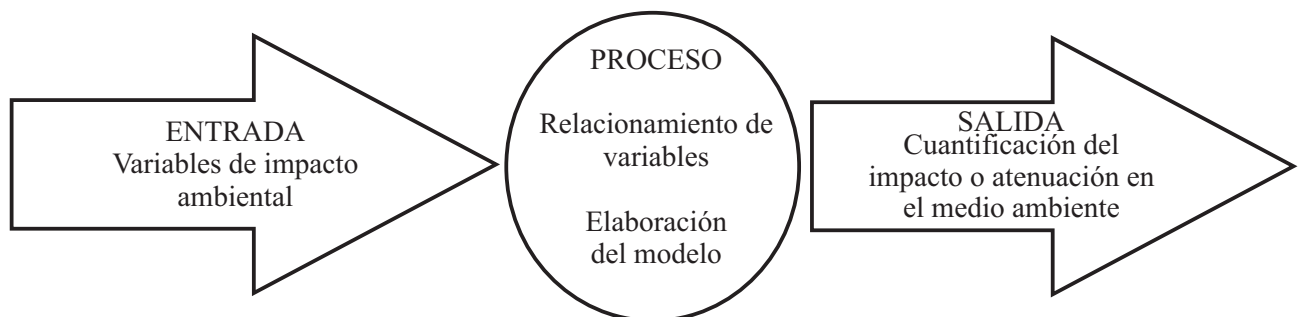 ENTRADA
Variables de impacto
ambiental
PROCESO
Relacionamiento de
variables
Elaboración
del modelo
SALIDA
Cuantificación del
impacto o atenuación en
el medio ambiente